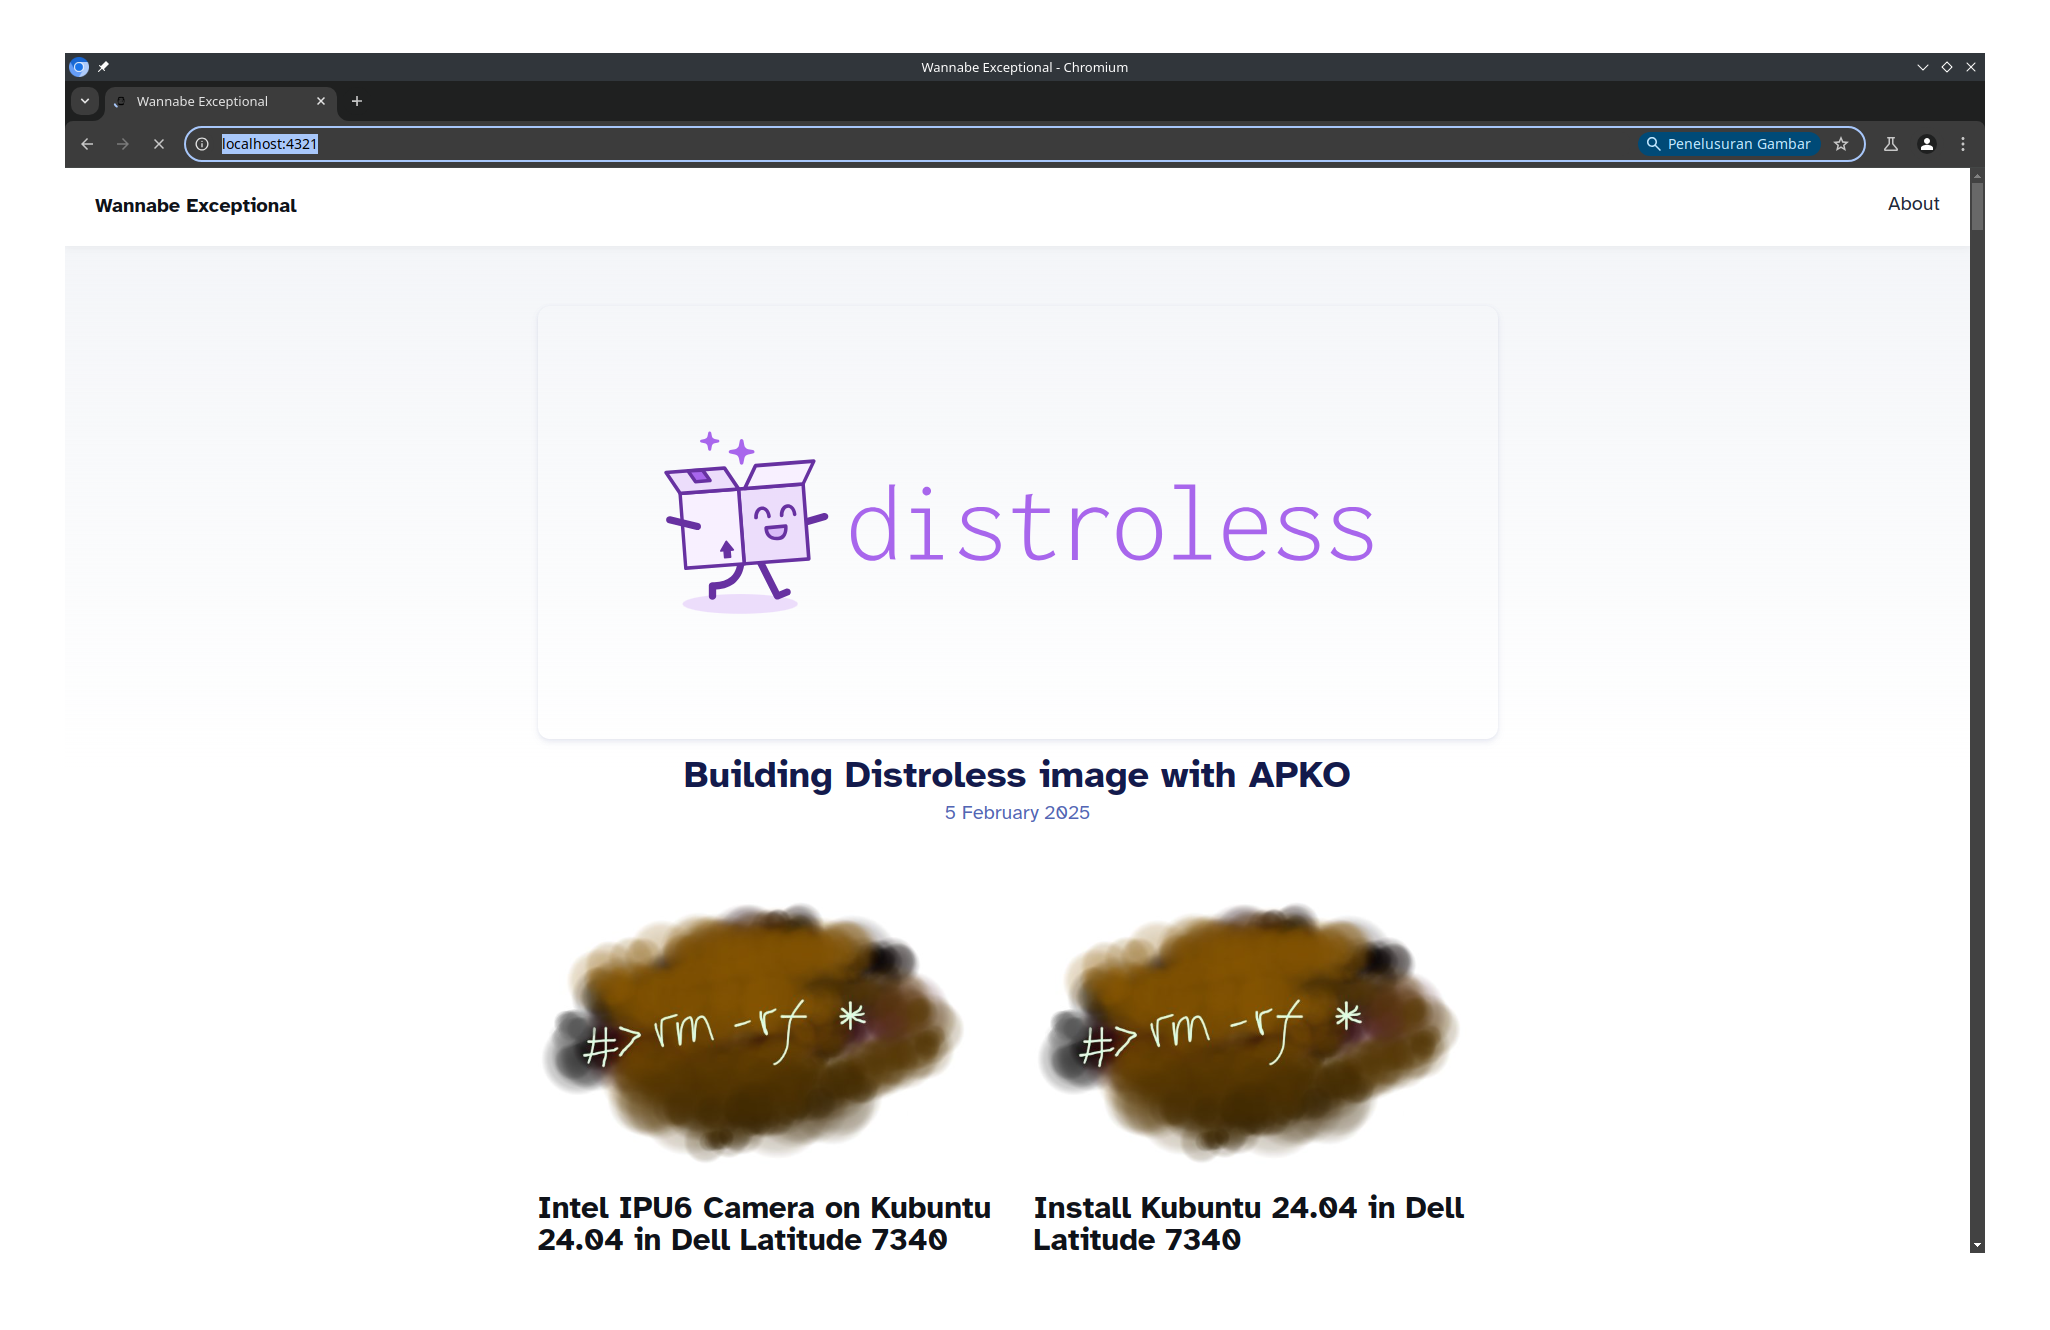 Wannabe Exceptional - Chromium
Wannabe Exceptional
localhost:4321
Penelusuran Gambar
Wannabe Exceptional
About
distroless
Building Distroless image with APKO
5 February 2025
#> rm -rf *
#> rm -rf *
Intel IPU6 Camera on Kubuntu
24.04 in Dell Latitude 7340
Install Kubuntu 24.04 in Dell
Latitude 7340